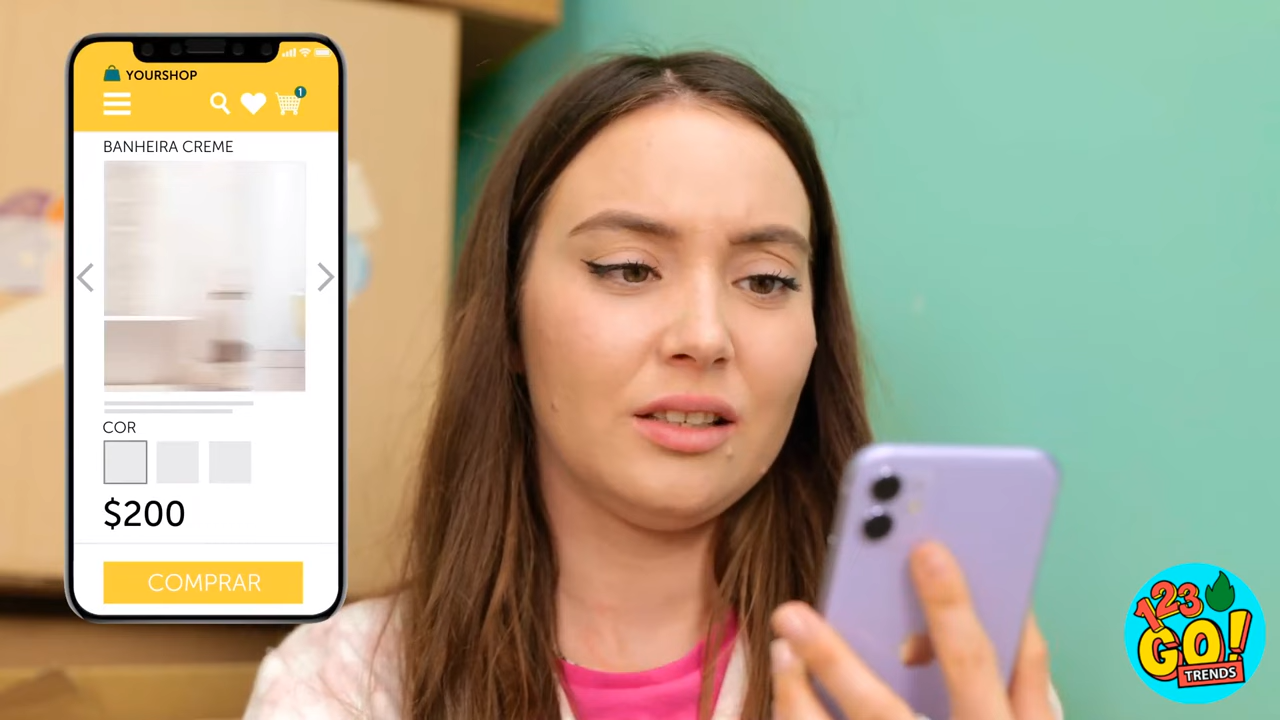 YOURSHOP
1
BANHEIRA CREME
COR
$200
COMPRAR
123
GO!
TRENDS